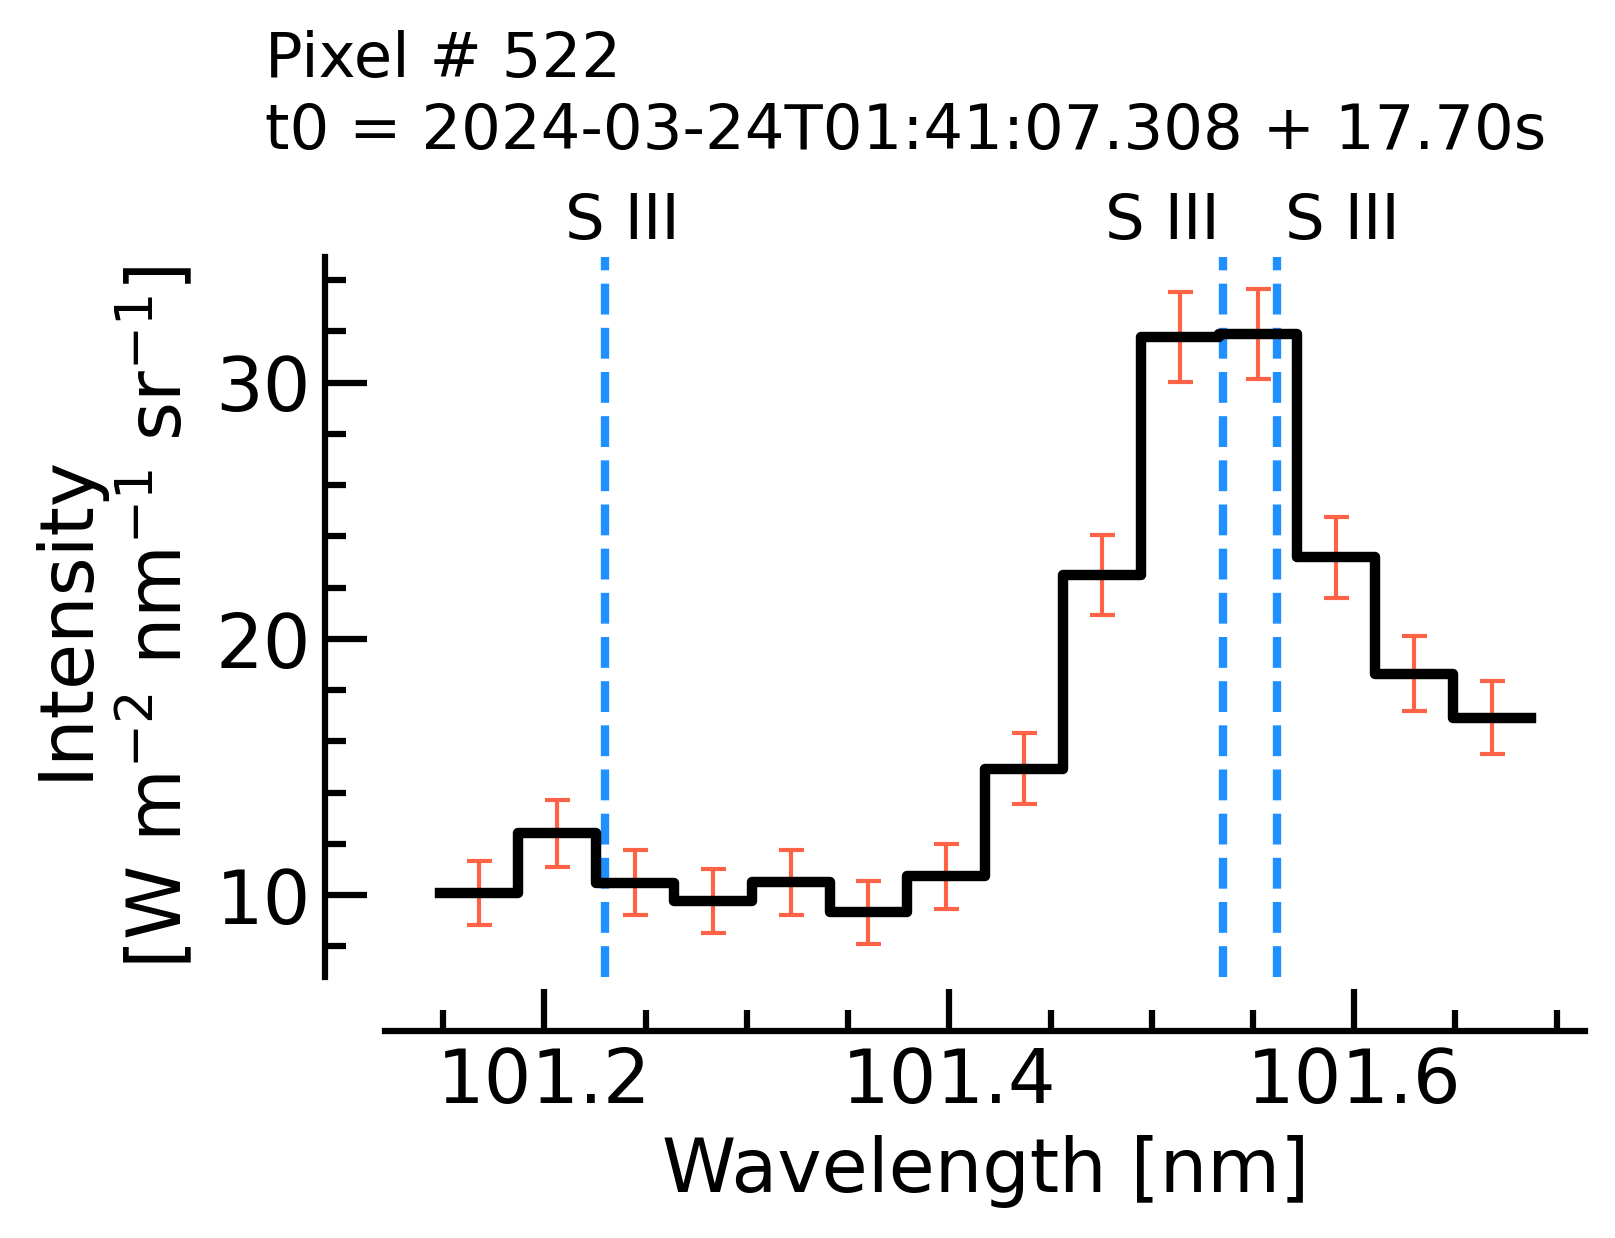 Pixel # 522
t0 = 2024-03-24T01:41:07.308 + 17.70s
S III S III S III
Intensity
[W m⁻² nm⁻¹ sr⁻¹]
30
20
10
101.2 101.4 101.6
Wavelength [nm]